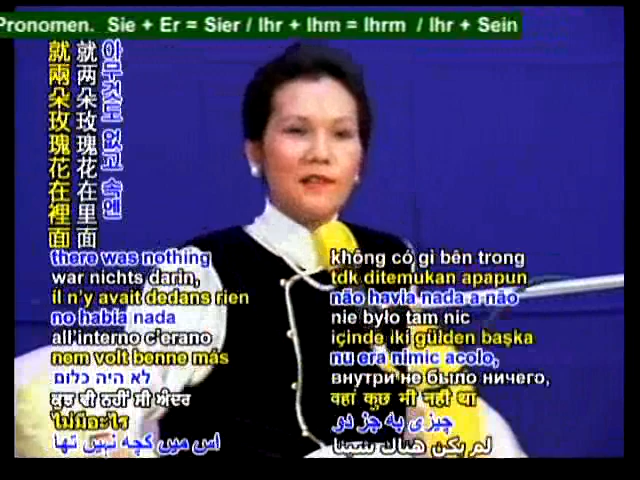 Pronomen. Sie + Er = Sier / Ihr + Ihm = Ihrm / Ihr + Sein
就兩朵玫瑰花在裡面
就两朵玫瑰花在里面
아무것도 없고 속엔
there was nothing
war nichts darin,
il n'y avait dedans rien
no habia nada
all'interno c'erano
nem volt benne más
לא היה כלום
ਕੁਝ ਵੀ ਨਹੀਂ ਸੀ ਅੰਦਰ
ไม่มีอะไร
اس میں کچھ نہیں تھا
không có gì bên trong
tdk ditemukan apapun
não havia nada a não
nie było tam nic
içinde iki gülden başka
nu era nimic acolo,
внутри не было ничего,
वहां कुछ भी नहीं था
چیزی به جز دو
لم يكن هناك شيئا